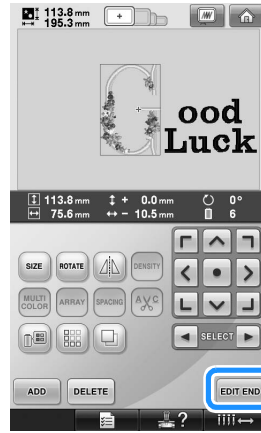 113.8 mm
195.3 mm
ood
Luck
113.8 mm + 0.0 mm 0°
75.6 mm - 10.5 mm 6
SIZE ROTATE DENSITY
MULTI COLOR ARRAY SPACING A C
SELECT
ADD DELETE EDIT END
?